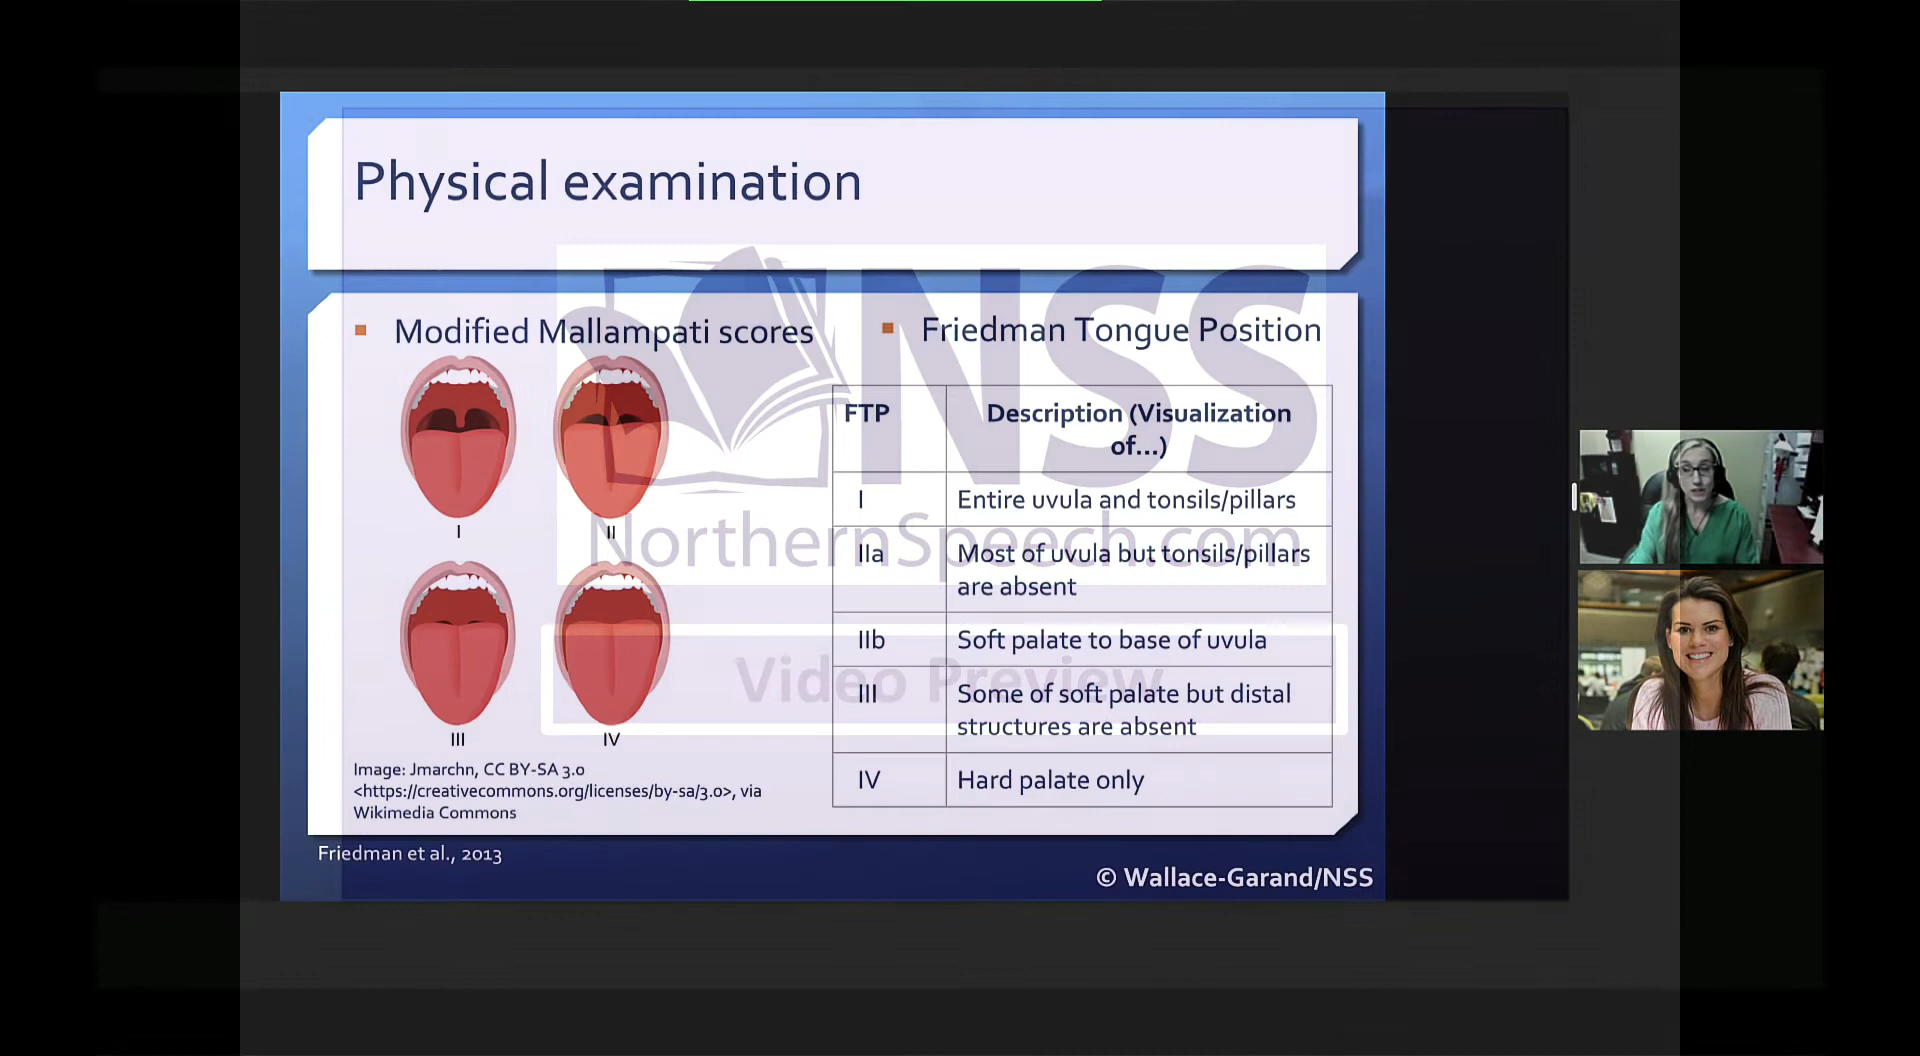 Physical examination
NSS
NorthernSpeech.com
Video Preview
Modified Mallampati scores
I
II
III
IV
Image: Jmarchn, CC BY-SA 3.0
<https://creativecommons.org/licenses/by-sa/3.0>, via
Wikimedia Commons
Friedman Tongue Position
FTP
Description (Visualization
of...)
I
Entire uvula and tonsils/pillars
IIa
Most of uvula but tonsils/pillars
are absent
IIb
Soft palate to base of uvula
III
Some of soft palate but distal
structures are absent
IV
Hard palate only
Friedman et al., 2013
© Wallace-Garand/NSS